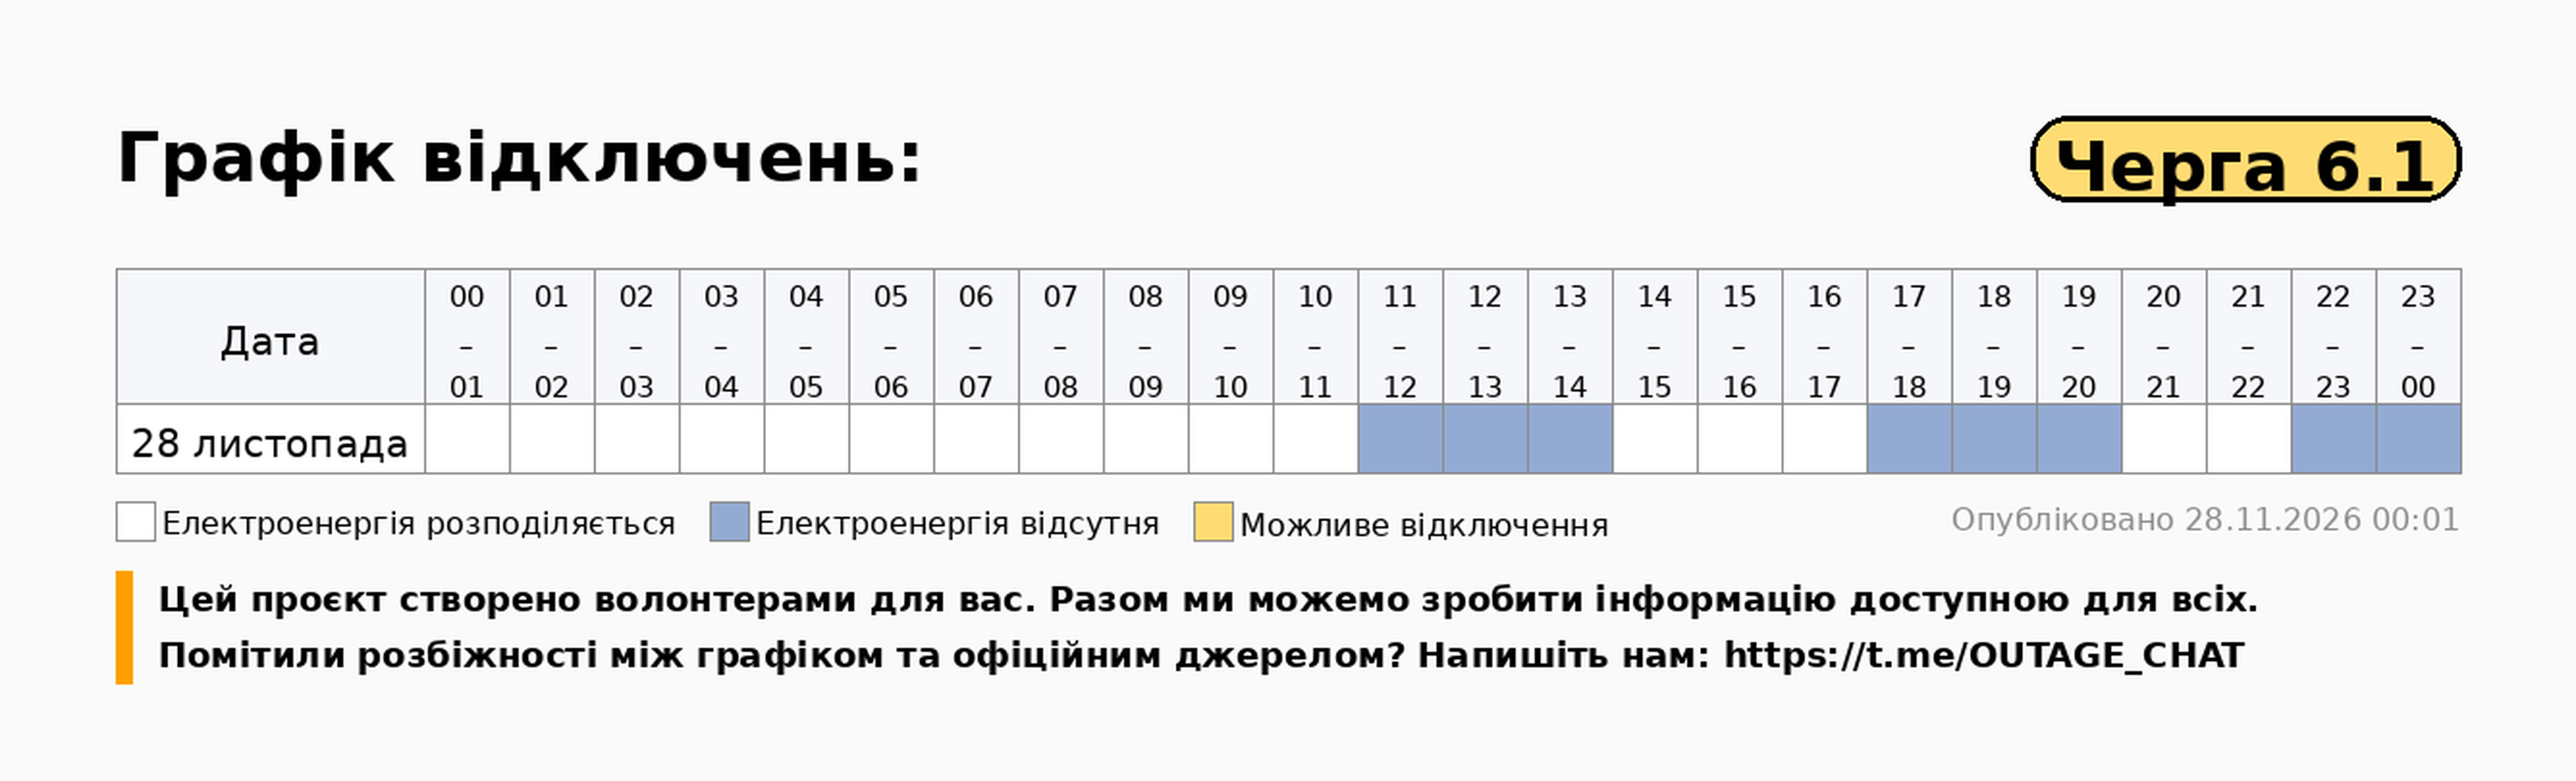 Графік відключень:
Черга 6.1
Дата
00 – 01
01 – 02
02 – 03
03 – 04
04 – 05
05 – 06
06 – 07
07 – 08
08 – 09
09 – 10
10 – 11
11 – 12
12 – 13
13 – 14
14 – 15
15 – 16
16 – 17
17 – 18
18 – 19
19 – 20
20 – 21
21 – 22
22 – 23
23 – 00
28 листопада
Електроенергія розподіляється
Електроенергія відсутня
Можливе відключення
Опубліковано 28.11.2026 00:01
Цей проєкт створено волонтерами для вас. Разом ми можемо зробити інформацію доступною для всіх.
Помітили розбіжності між графіком та офіційним джерелом? Напишіть нам: https://t.me/OUTAGE_CHAT